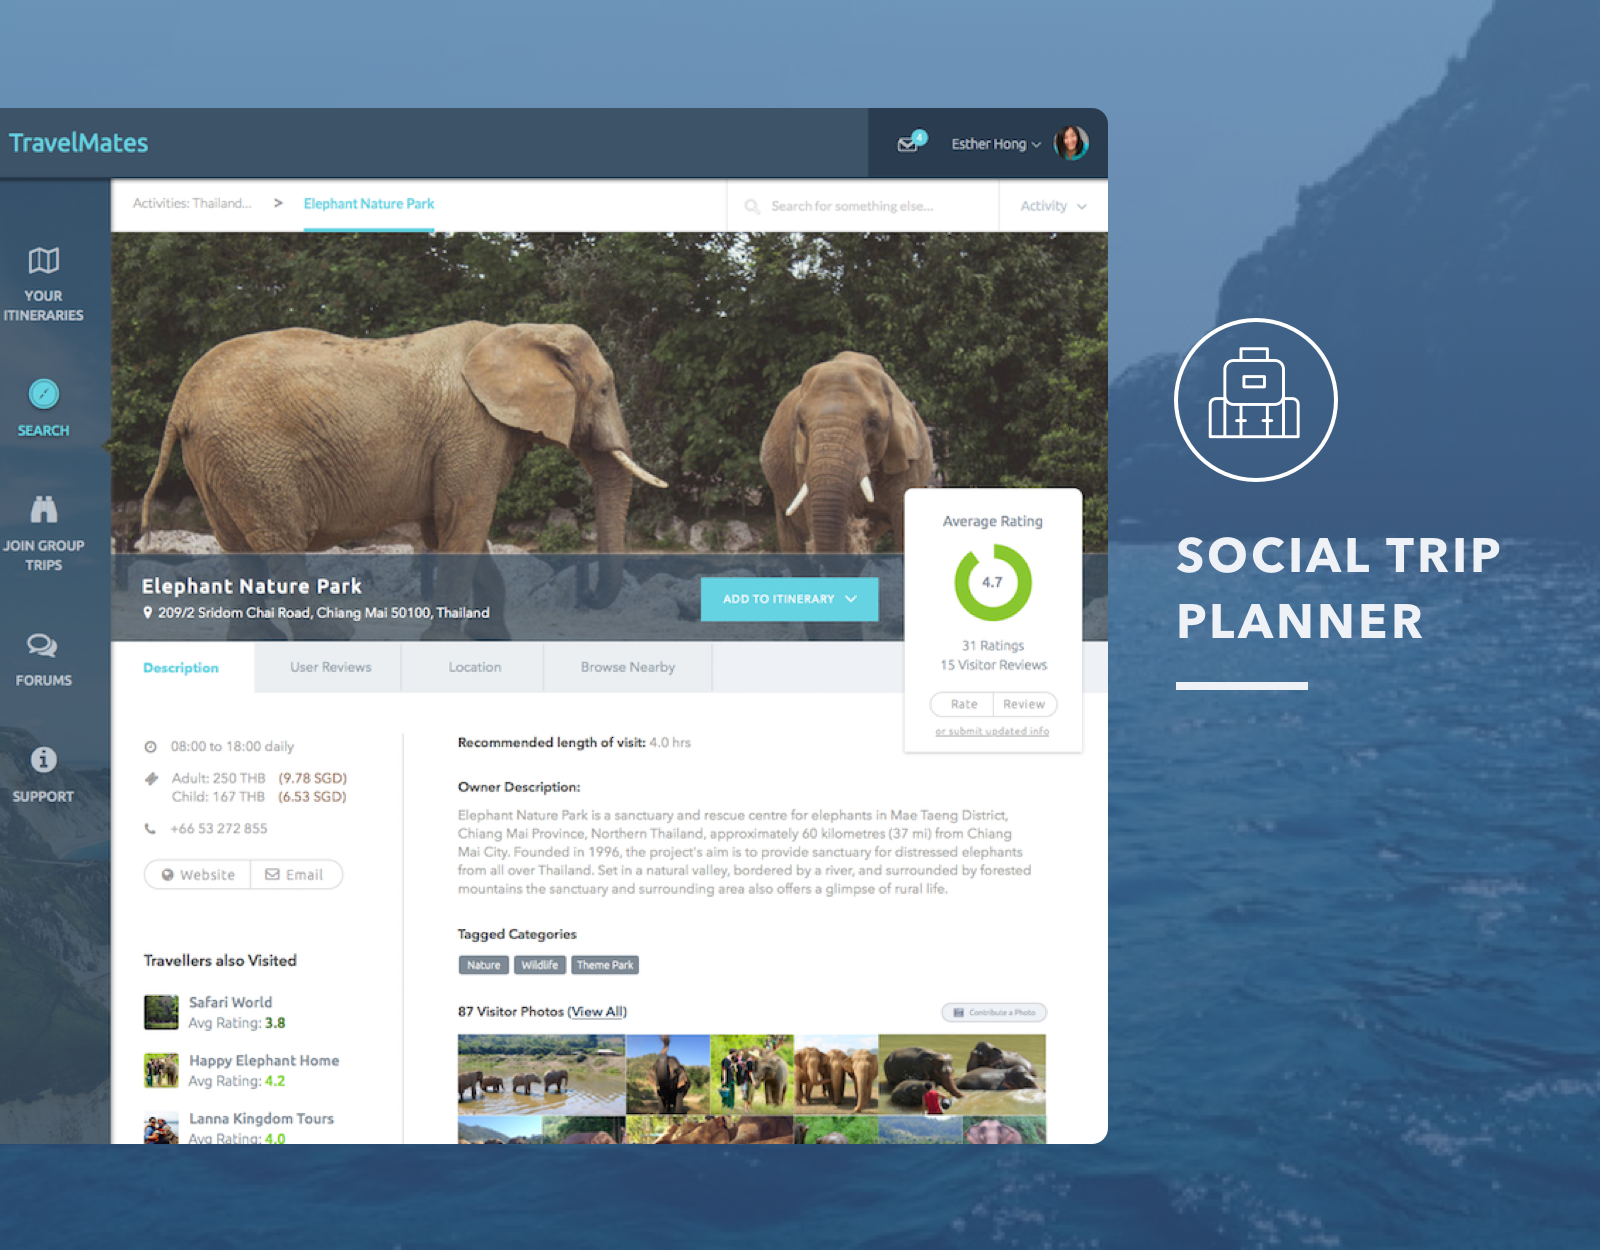 TravelMates
4
Esther Hong
Activities: Thailand...
>
Elephant Nature Park
Search for something else...
Activity
YOUR
ITINERARIES
SEARCH
JOIN GROUP
TRIPS
FORUMS
SUPPORT
Elephant Nature Park
209/2 Sridom Chai Road, Chiang Mai 50100, Thailand
ADD TO ITINERARY
Average Rating
4.7
31 Ratings
15 Visitor Reviews
Rate
Review
or submit updated info
Description
User Reviews
Location
Browse Nearby
08:00 to 18:00 daily
Adult: 250 THB (9.78 SGD)
Child: 167 THB (6.53 SGD)
+66 53 272 855
Website
Email
Travellers also Visited
Safari World
Avg Rating: 3.8
Happy Elephant Home
Avg Rating: 4.2
Lanna Kingdom Tours
Avg Rating: 4.0
Recommended length of visit: 4.0 hrs
Owner Description:
Elephant Nature Park is a sanctuary and rescue centre for elephants in Mae Taeng District,
Chiang Mai Province, Northern Thailand, approximately 60 kilometres (37 mi) from Chiang
Mai City. Founded in 1996, the project's aim is to provide sanctuary for distressed elephants
from all over Thailand. Set in a natural valley, bordered by a river, and surrounded by forested
mountains the sanctuary and surrounding area also offers a glimpse of rural life.
Tagged Categories
Nature
Wildlife
Theme Park
87 Visitor Photos (View All)
Contribute a Photo
SOCIAL TRIP
PLANNER